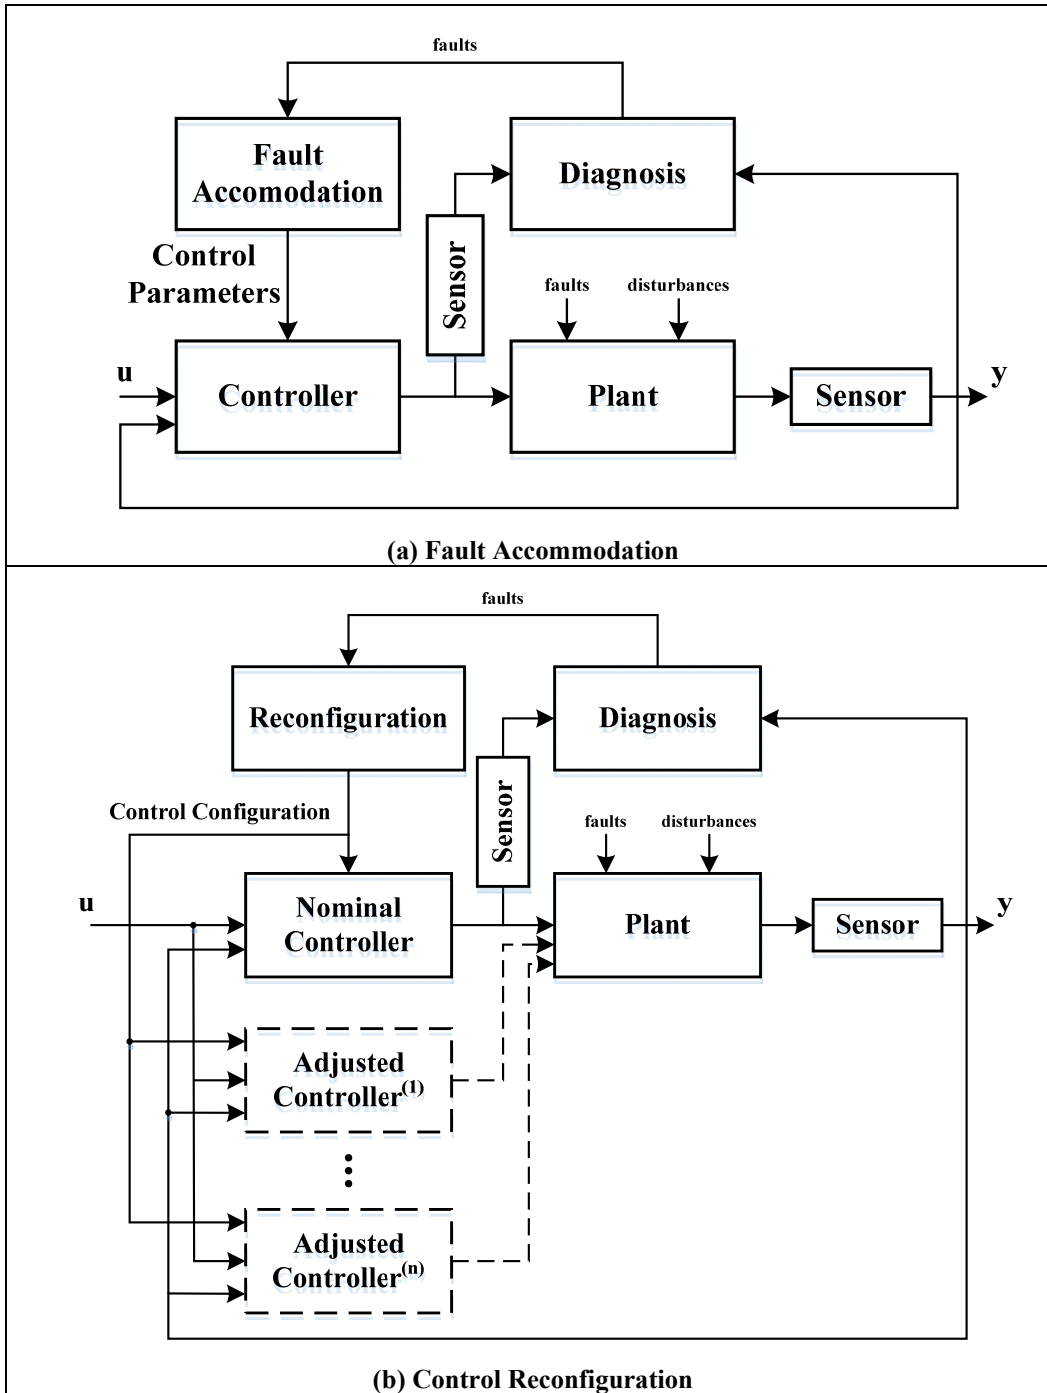 faults
Fault
Accomodation
Diagnosis
Control
Parameters
Sensor
faults
disturbances
u
Controller
Plant
Sensor
y
(a) Fault Accommodation
faults
Reconfiguration
Diagnosis
Control Configuration
Sensor
faults
disturbances
u
Nominal
Controller
Plant
Sensor
y
Adjusted
Controller(1)
Adjusted
Controller(n)
(b) Control Reconfiguration